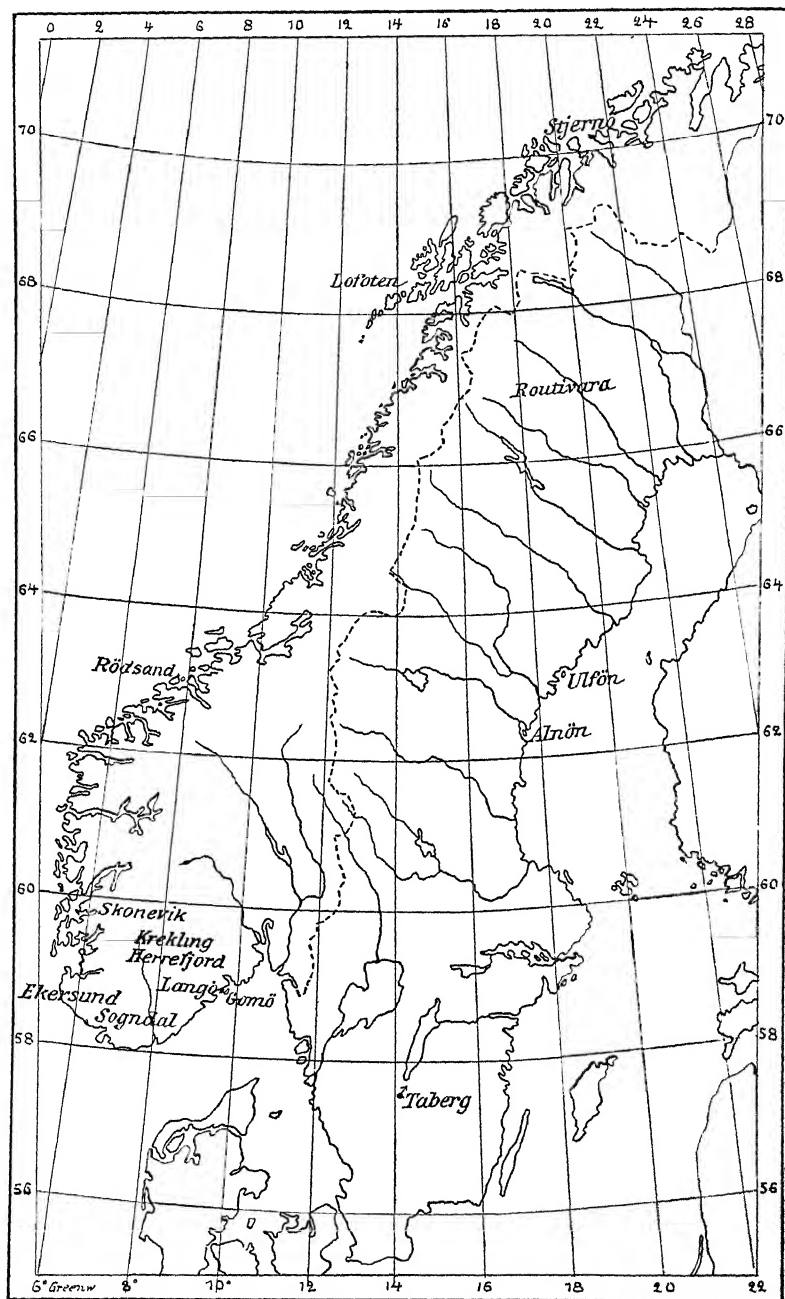 0 2 4 6 8 10 12 14 16 18 20 22 24 26 28
Stjernö
70 70
Lofoten
68 68
Routivara
66 66
64 64
Rödsand
Ulfön
Alnön
62 62
60 60
Skonevik
Krekling
Herrefjord
Langö Gomö
Ekersund
Sogndal
58 58
Taberg
56 56
6° Greenw 8° 10° 12 14 16 18 20 22